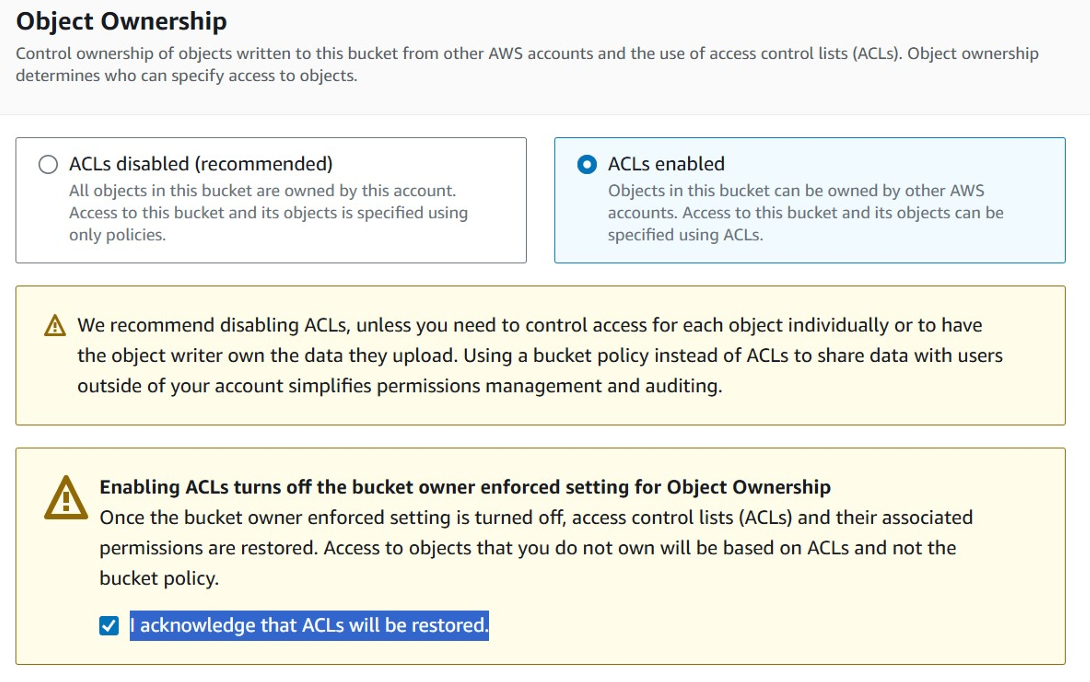 Object Ownership
Control ownership of objects written to this bucket from other AWS accounts and the use of access control lists (ACLs). Object ownership
determines who can specify access to objects.
ACLs disabled (recommended)
All objects in this bucket are owned by this account.
Access to this bucket and its objects is specified using
only policies.
ACLs enabled
Objects in this bucket can be owned by other AWS
accounts. Access to this bucket and its objects can be
specified using ACLs.
We recommend disabling ACLs, unless you need to control access for each object individually or to have
the object writer own the data they upload. Using a bucket policy instead of ACLs to share data with users
outside of your account simplifies permissions management and auditing.
Enabling ACLs turns off the bucket owner enforced setting for Object Ownership
Once the bucket owner enforced setting is turned off, access control lists (ACLs) and their associated
permissions are restored. Access to objects that you do not own will be based on ACLs and not the
bucket policy.
I acknowledge that ACLs will be restored.